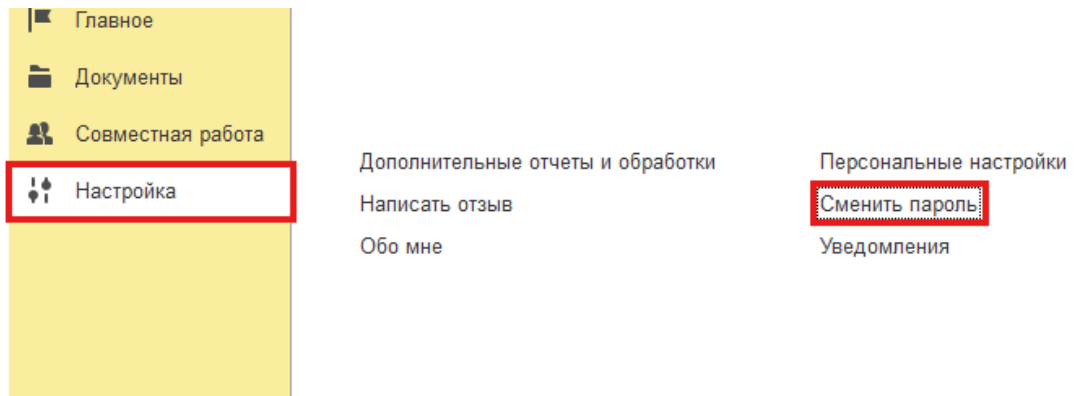 Главное
Документы
Совместная работа
Настройка
Дополнительные отчеты и обработки
Написать отзыв
Обо мне
Персональные настройки
Сменить пароль
Уведомления